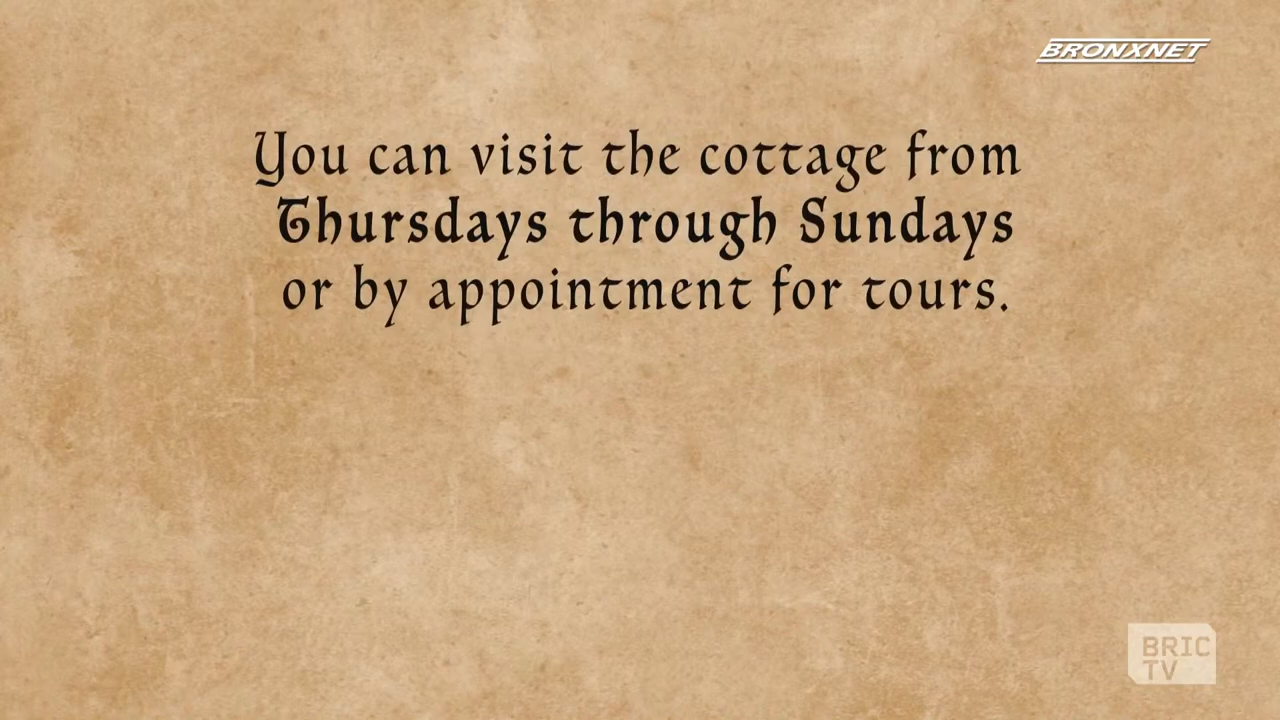 BRONXNET
You can visit the cottage from
Thursdays through Sundays
or by appointment for tours.
BRIC
TV